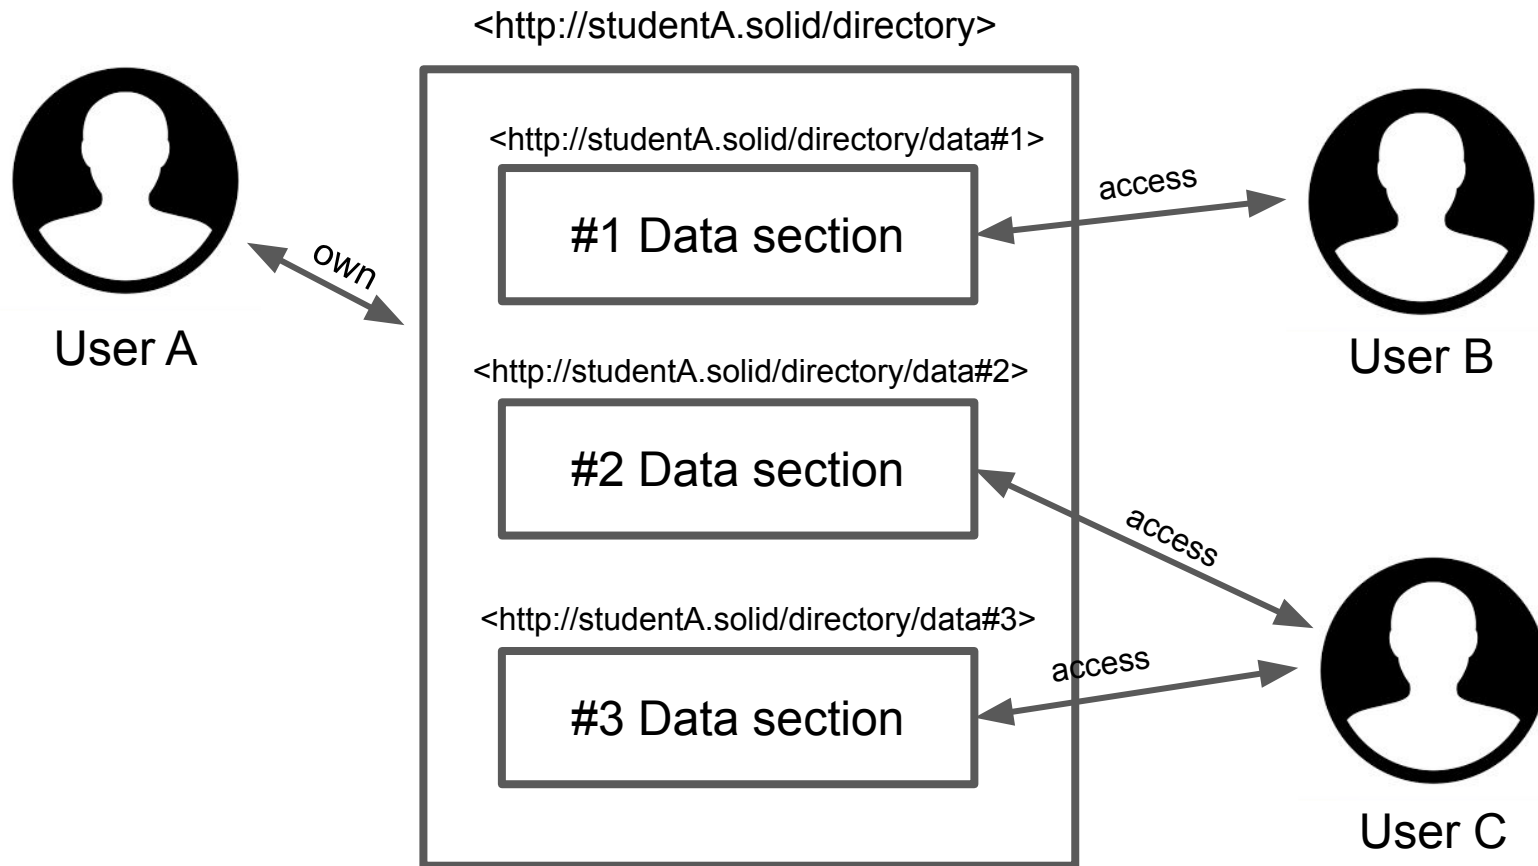 <http://studentA.solid/directory>
<http://studentA.solid/directory/data#1>
access
#1 Data section
own
User A
User B
<http://studentA.solid/directory/data#2>
#2 Data section
access
<http://studentA.solid/directory/data#3>
access
#3 Data section
User C